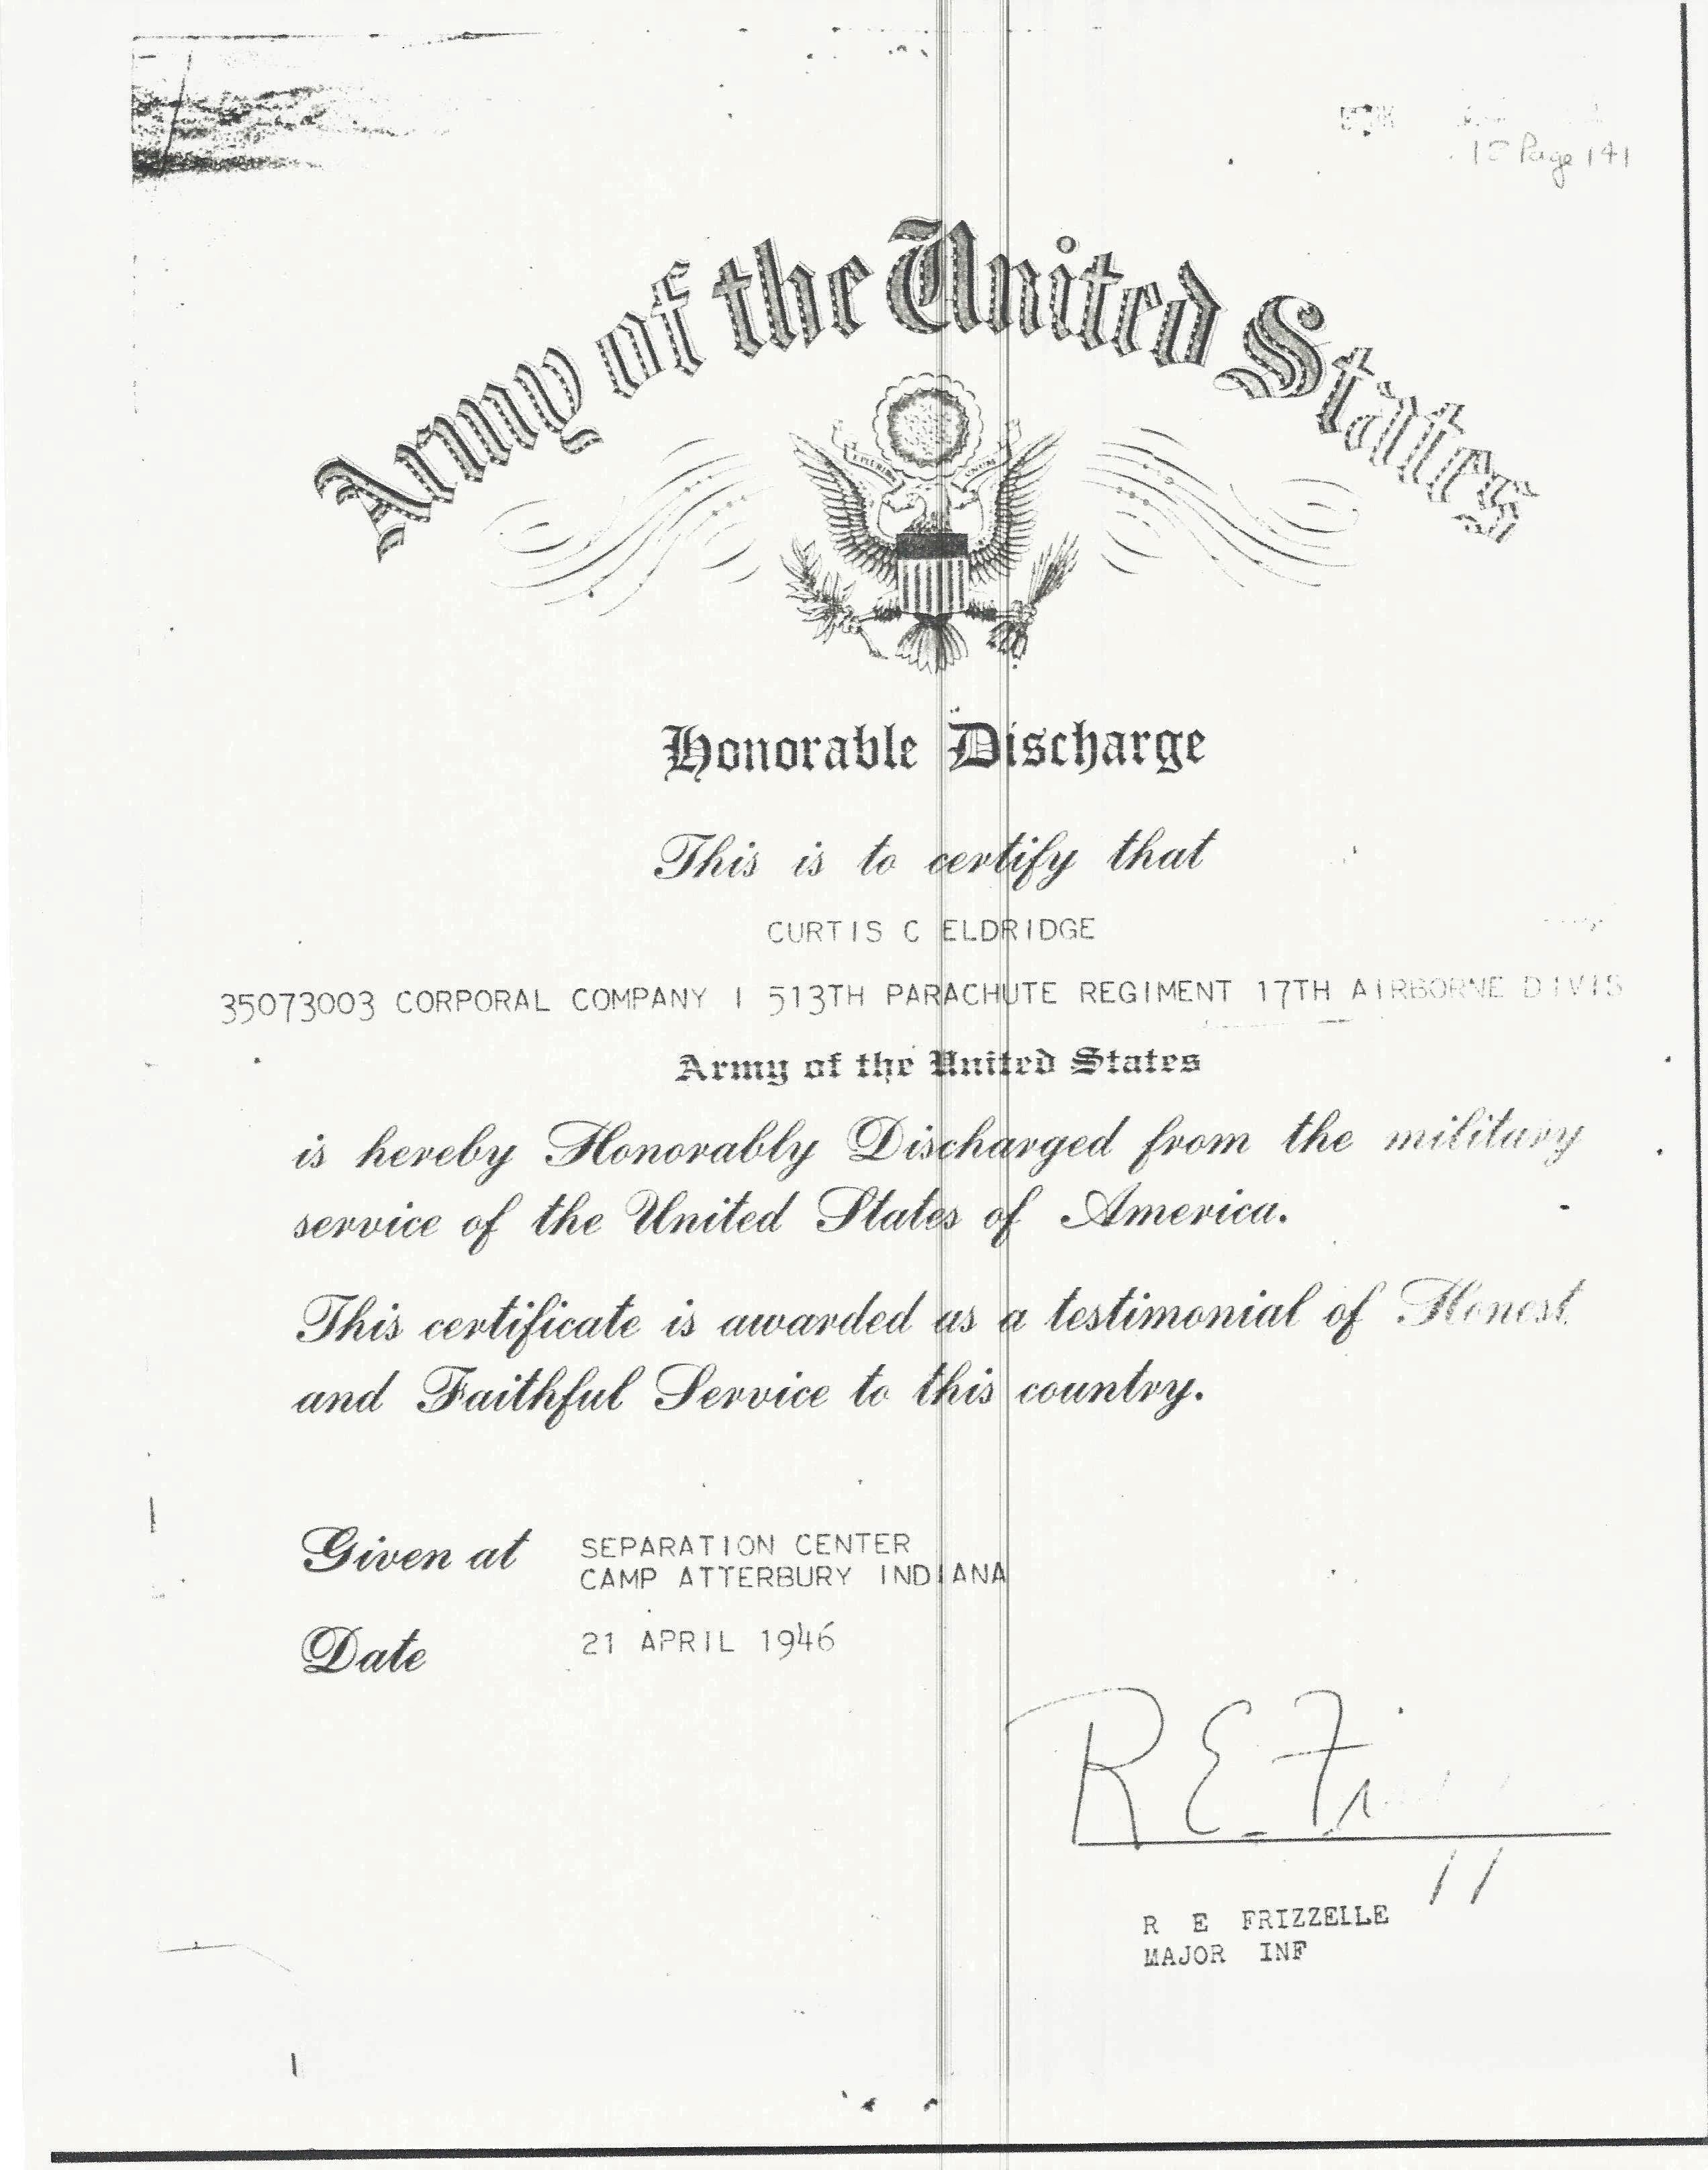 Page 141
Army of the United States
Honorable Discharge
This is to certify that
CURTIS C ELDRIDGE
35073003 CORPORAL COMPANY I 513TH PARACHUTE REGIMENT 17TH AIRBORNE DIVIS
Army of the United States
is hereby Honorably Discharged from the military
service of the United States of America.
This certificate is awarded as a testimonial of Honest
and Faithful Service to this country.
Given at SEPARATION CENTER
CAMP ATTERBURY INDIANA
Date 21 APRIL 1946
R E
R E FRIZZELLE
MAJOR INF